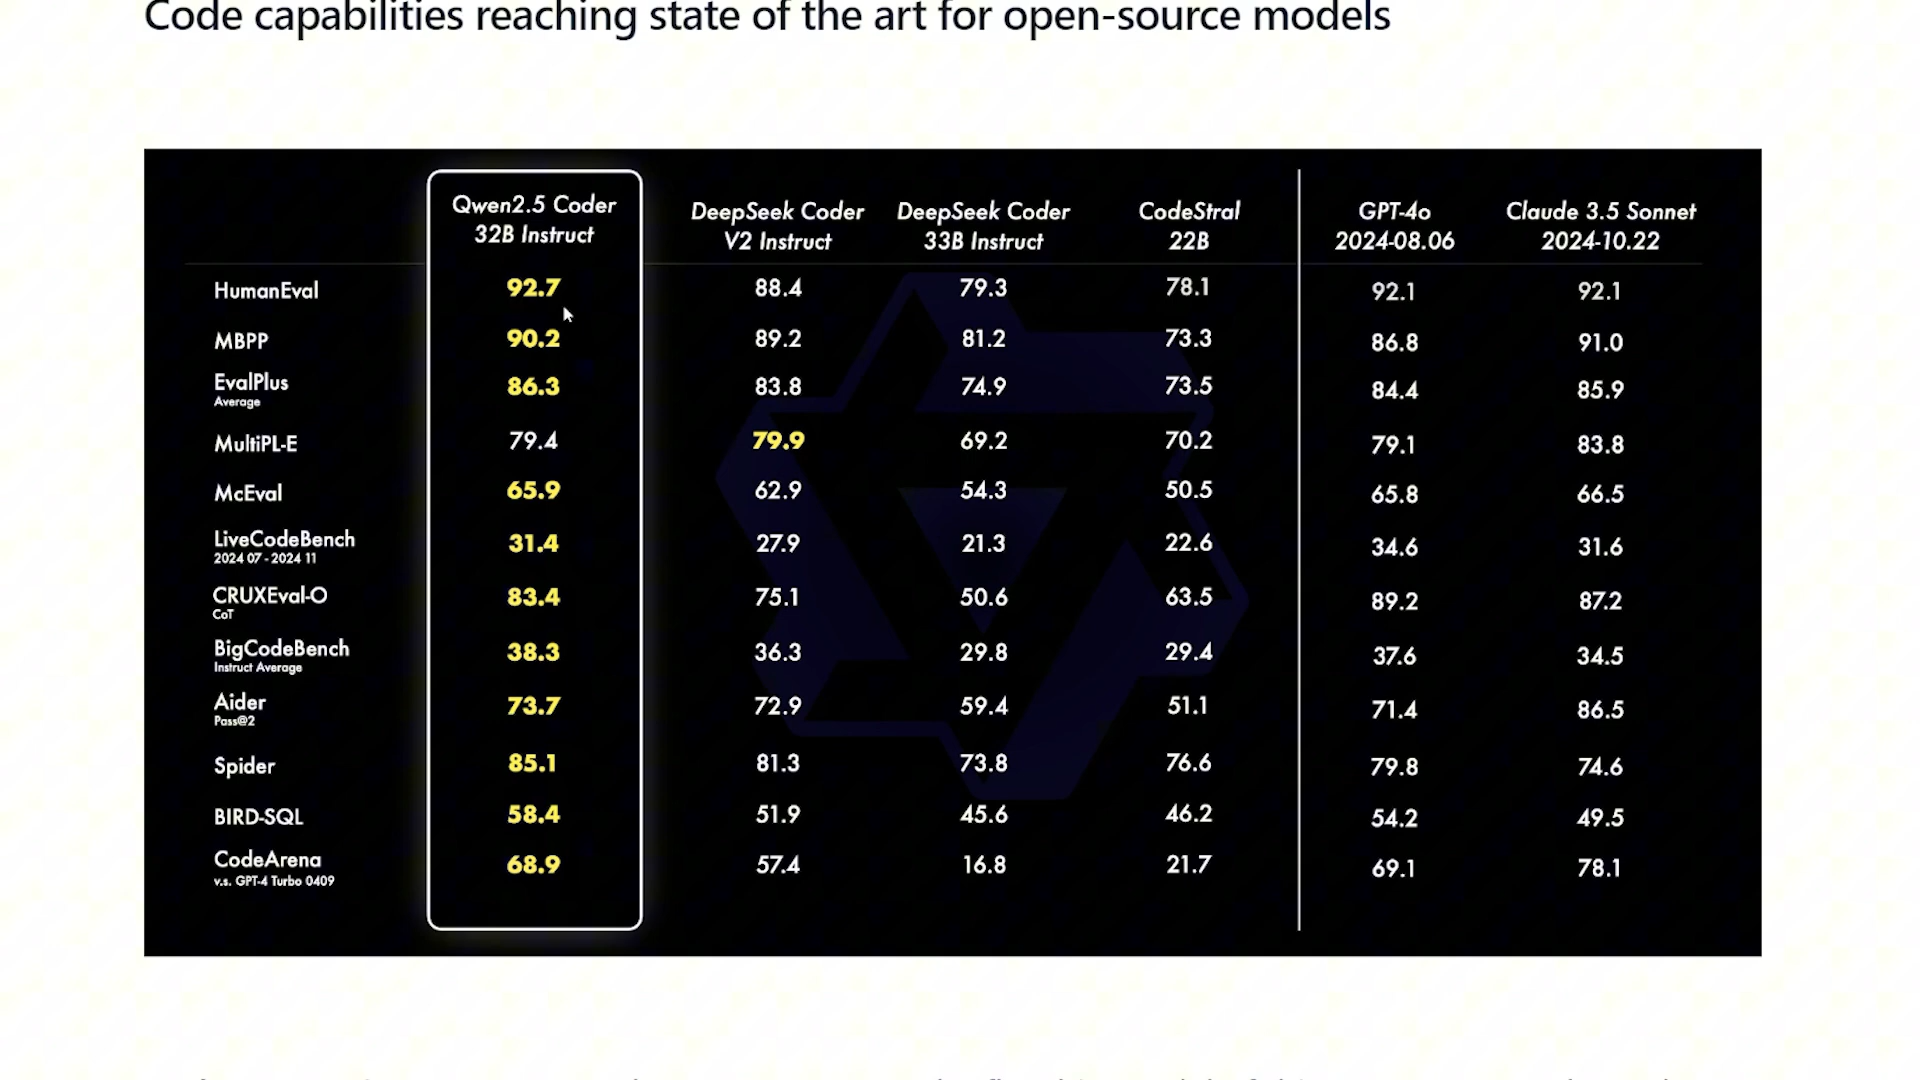 Code capabilities reaching state of the art for open-source models
Qwen2.5 Coder 32B Instruct DeepSeek Coder V2 Instruct DeepSeek Coder 33B Instruct CodeStral 22B GPT-4o 2024-08.06 Claude 3.5 Sonnet 2024-10.22
HumanEval 92.7 88.4 79.3 78.1 92.1 92.1
MBPP 90.2 89.2 81.2 73.3 86.8 91.0
EvalPlus 86.3 83.8 74.9 73.5 84.4 85.9
Average
MultiPL-E 79.4 79.9 69.2 70.2 79.1 83.8
McEval 65.9 62.9 54.3 50.5 65.8 66.5
LiveCodeBench 31.4 27.9 21.3 22.6 34.6 31.6
2024 07 - 2024 11
CRUXEval-O 83.4 75.1 50.6 63.5 89.2 87.2
CoT
BigCodeBench 38.3 36.3 29.8 29.4 37.6 34.5
Instruct Average
Aider 73.7 72.9 59.4 51.1 71.4 86.5
Pass@2
Spider 85.1 81.3 73.8 76.6 79.8 74.6
BIRD-SQL 58.4 51.9 45.6 46.2 54.2 49.5
CodeArena 68.9 57.4 16.8 21.7 69.1 78.1
v.s. GPT-4 Turbo 0409